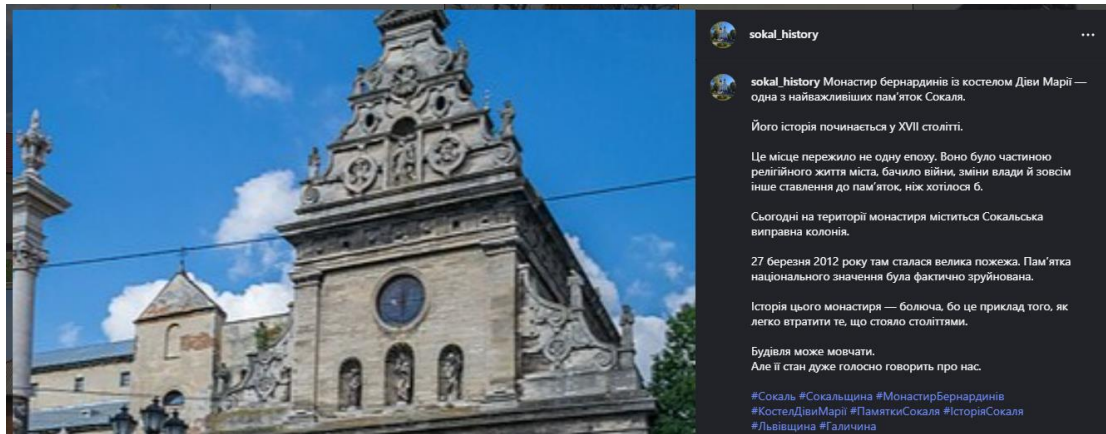 sokal_history
sokal_history Монастир бернардинів із костелом Діви Марії —
одна з найважливіших пам'яток Сокаля.
Його історія починається у XVII столітті.
Це місце пережило не одну епоху. Воно було частиною
релігійного життя міста, бачило війни, зміни влади й зовсім
інше ставлення до пам'яток, ніж хотілося б.
Сьогодні на території монастиря міститься Сокальська
виправна колонія.
27 березня 2012 року там сталася велика пожежа. Пам'ятка
національного значення була фактично зруйнована.
Історія цього монастиря — болюча, бо це приклад того, як
легко втратити те, що стояло століттями.
Будівля може мовчати.
Але її стан дуже голосно говорить про нас.
#Сокаль #Сокальщина #МонастирБернардинів
#КостелДівиМарії #ПамяткиСокаля #ІсторіяСокаля
#Львівщина #Галичина